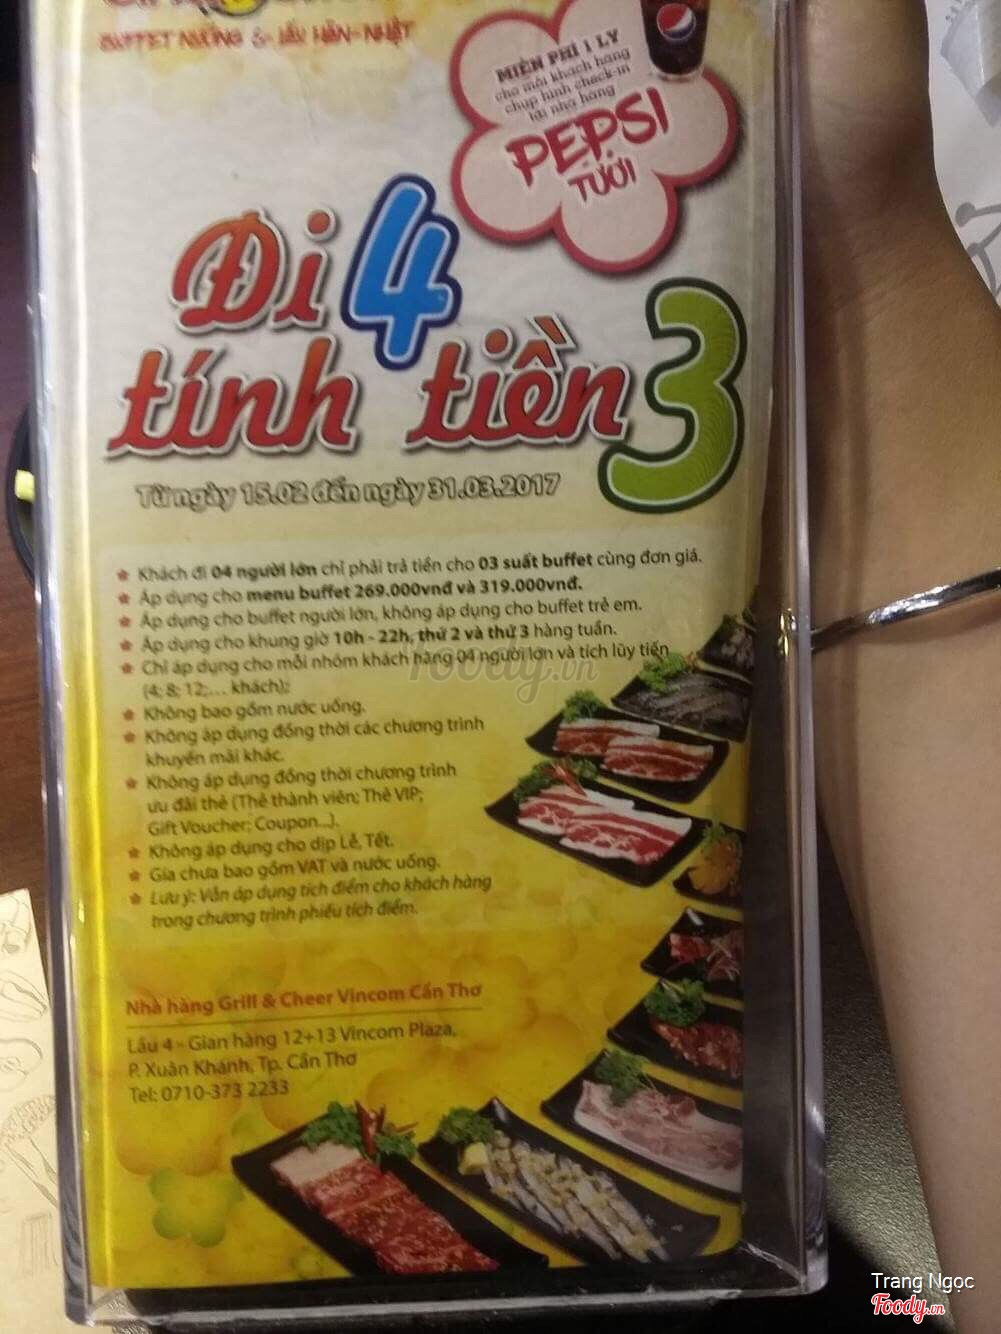 BUFFET NƯỚNG & LẨU HÀN-NHẬT
MIỄN PHÍ 1 LY
cho mỗi khách hàng
chụp hình check-in
tại nhà hàng
PEPSI
TƯƠI
Đi 4
tính tiền 3
Từ ngày 15.02 đến ngày 31.03.2017
Khách đi 04 người lớn chỉ phải trả tiền cho 03 suất buffet cùng đơn giá.
Áp dụng cho menu buffet 269.000vnđ và 319.000vnđ.
Áp dụng cho buffet người lớn, không áp dụng cho buffet trẻ em.
Áp dụng cho khung giờ 10h - 22h, thứ 2 và thứ 3 hàng tuần.
Chỉ áp dụng cho mỗi nhóm khách hàng 04 người lớn và tích lũy tiến
(4; 8; 12;... khách);
Không bao gồm nước uống.
Không áp dụng đồng thời các chương trình
khuyến mãi khác.
Không áp dụng đồng thời chương trình
ưu đãi thẻ (Thẻ thành viên; Thẻ VIP;
Gift Voucher; Coupon...).
Không áp dụng cho dịp Lễ, Tết.
Gía chưa bao gồm VAT và nước uống.
Lưu ý: Vẫn áp dụng tích điểm cho khách hàng
trong chương trình phiếu tích điểm.
Nhà hàng Grill & Cheer Vincom Cần Thơ
Lầu 4 - Gian hàng 12+13 Vincom Plaza,
P. Xuân Khánh, Tp. Cần Thơ
Tel: 0710-373 2233
foody.vn
Trang Ngọc
Foody.vn